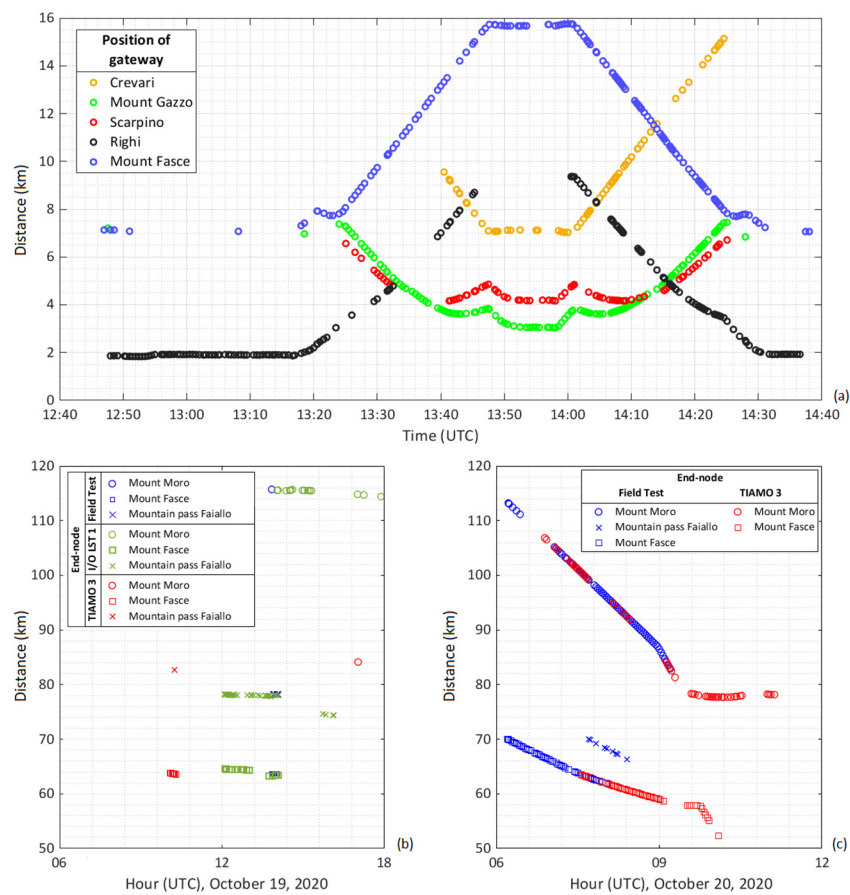 16
14
12
10
8
6
4
2
0
Distance (km)
Position of
gateway
Crevari
Mount Gazzo
Scarpino
Righi
Mount Fasce
12:40 12:50 13:00 13:10 13:20 13:30 13:40 13:50 14:00 14:10 14:20 14:30 14:40
Time (UTC)
(a)
120
110
100
90
80
70
60
50
Distance (km)
End-node
Field Test
Mount Moro
Mount Fasce
Mountain pass Faiallo
I/O LST 1
Mount Moro
Mount Fasce
Mountain pass Faiallo
TIAMO 3
Mount Moro
Mount Fasce
Mountain pass Faiallo
06 12 18
Hour (UTC), October 19, 2020
(b)
120
110
100
90
80
70
60
50
Distance (km)
End-node
Field Test TIAMO 3
Mount Moro Mount Moro
Mountain pass Faiallo Mount Fasce
Mount Fasce
06 09 12
Hour (UTC), October 20, 2020
(c)